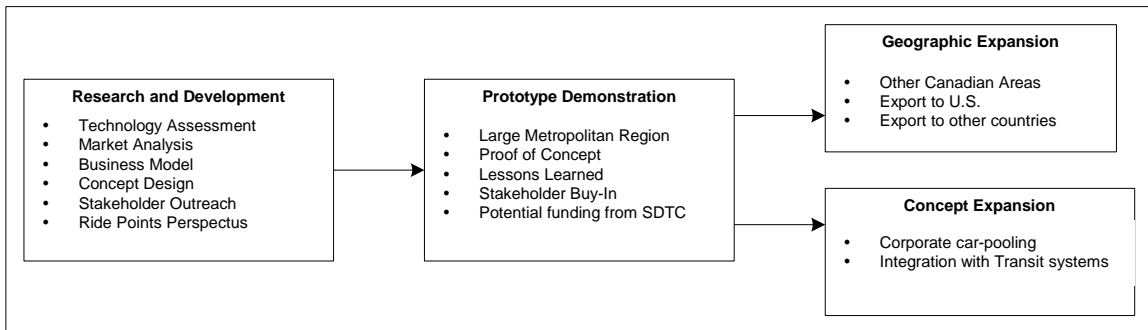 Research and Development
• Technology Assessment
• Market Analysis
• Business Model
• Concept Design
• Stakeholder Outreach
• Ride Points Perspectus
Prototype Demonstration
• Large Metropolitan Region
• Proof of Concept
• Lessons Learned
• Stakeholder Buy-In
• Potential funding from SDTC
Geographic Expansion
• Other Canadian Areas
• Export to U.S.
• Export to other countries
Concept Expansion
• Corporate car-pooling
• Integration with Transit systems